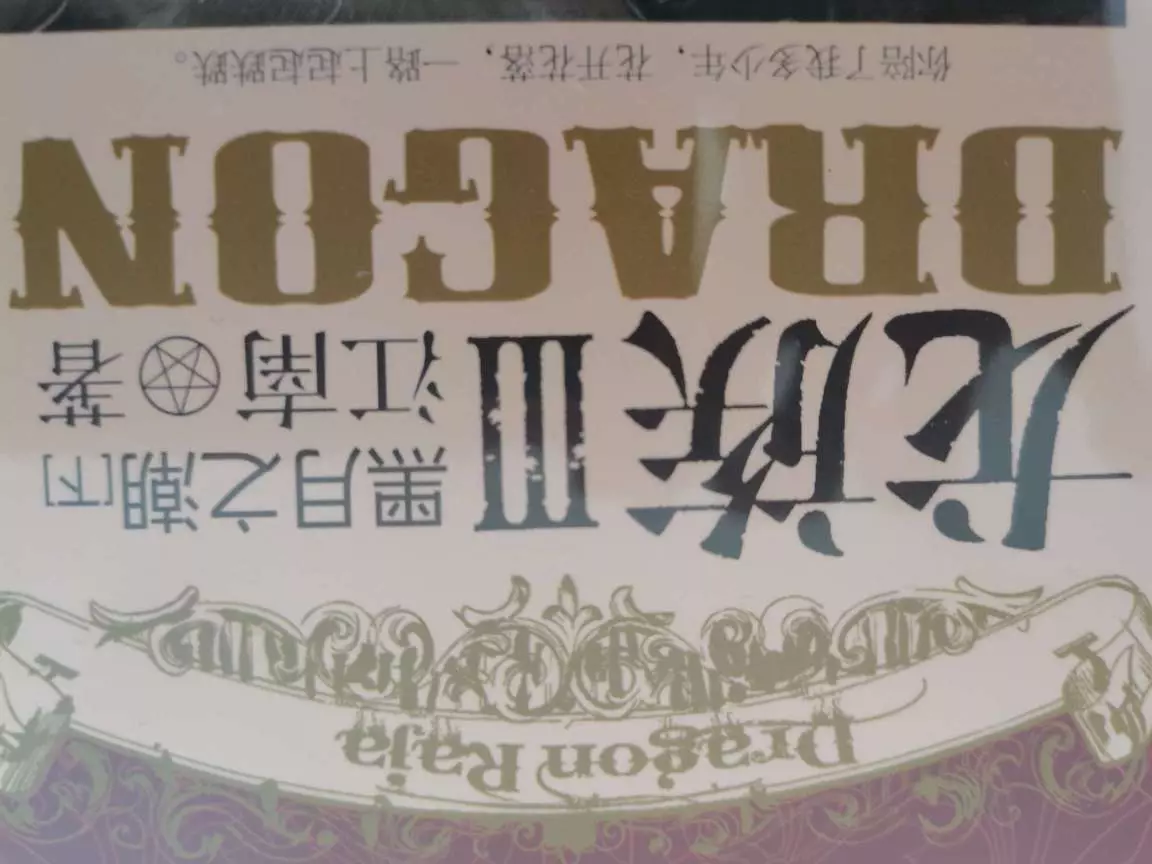 Dragon Raja
龙族Ⅲ
黑月之潮[下]
江南 著
DRAGON
你陪了我多少年，花开花落，一路上起起跌跌。